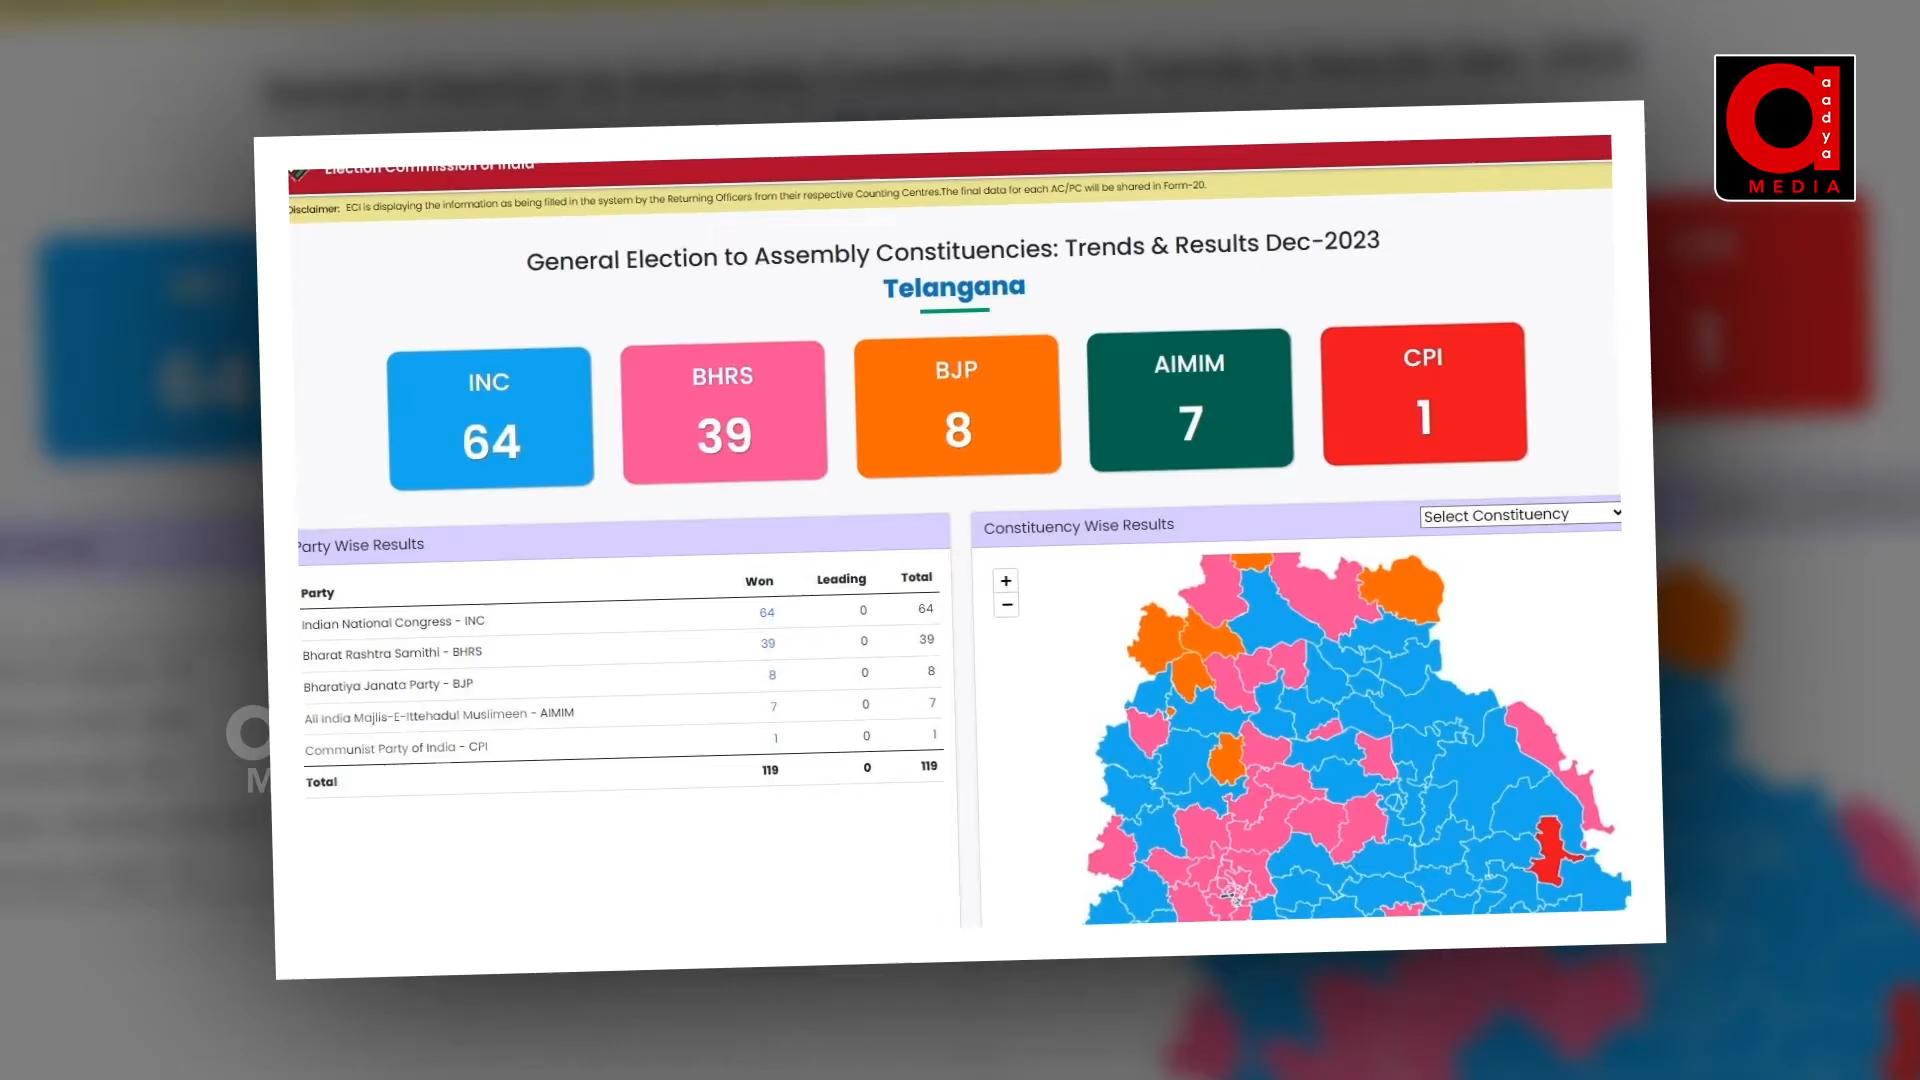 aadya
MEDIA
Election Commission of India
Disclaimer: ECI is displaying the information as being filled in the system by the Returning Officers from their respective Counting Centres.The final data for each AC/PC will be shared in Form-20.
General Election to Assembly Constituencies: Trends & Results Dec-2023
Telangana
INC
64
BHRS
39
BJP
8
AIMIM
7
CPI
1
Party Wise Results
Party Won Leading Total
Indian National Congress - INC 64 0 64
Bharat Rashtra Samithi - BHRS 39 0 39
Bharatiya Janata Party - BJP 8 0 8
All India Majlis-E-Ittehadul Muslimeen - AIMIM 7 0 7
Communist Party of India - CPI 1 0 1
Total 119 0 119
Constituency Wise Results
Select Constituency
+
−